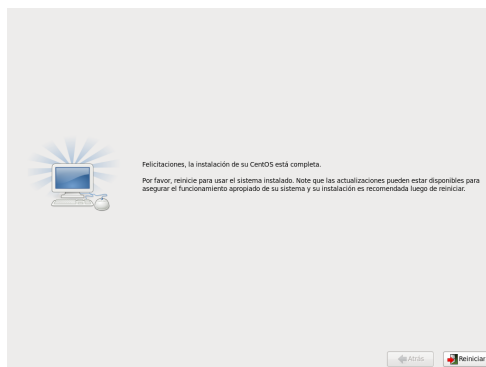 Felicitaciones, la instalación de su CentOS está completa.
Por favor, reinicie para usar el sistema instalado. Note que las actualizaciones pueden estar disponibles para
asegurar el funcionamiento apropiado de su sistema y su instalación es recomendada luego de reiniciar.
Atrás
Reiniciar